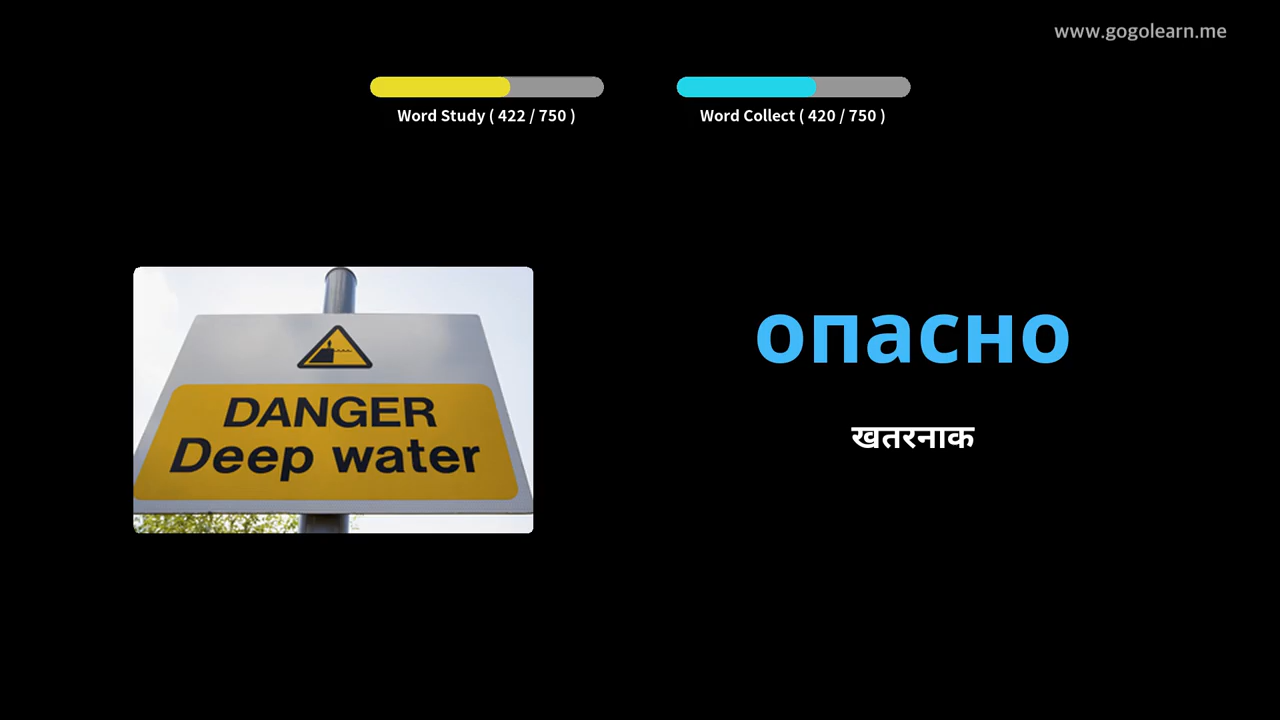 www.gogolearn.me
Word Study ( 422 / 750 )
Word Collect ( 420 / 750 )
DANGER
Deep water
опасно
खतरनाक